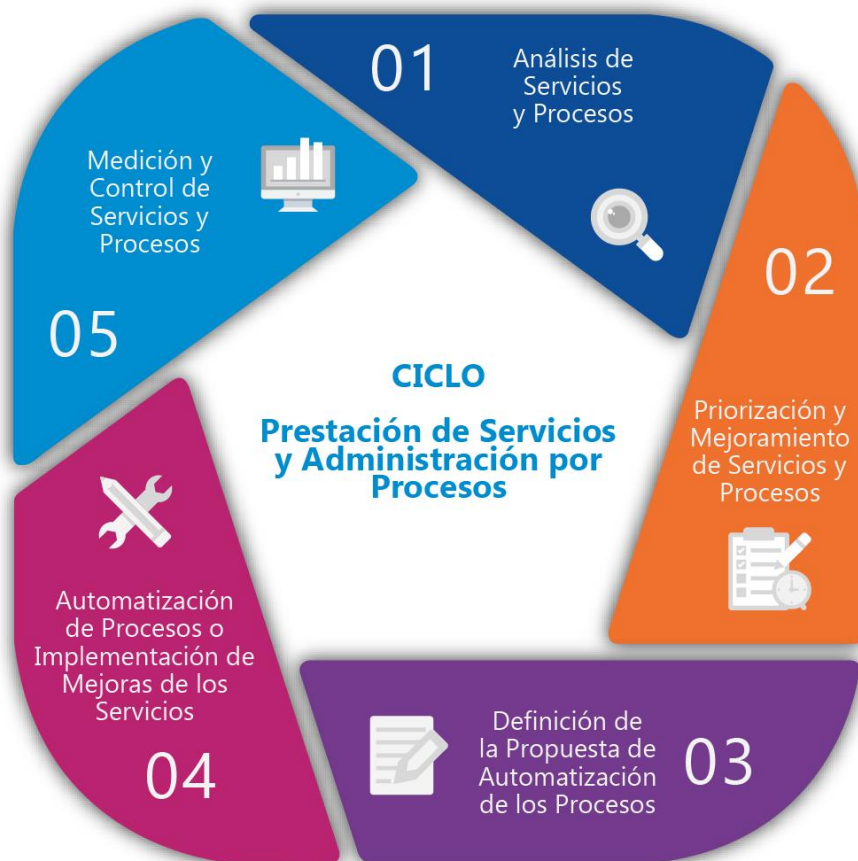 01
Análisis de
Servicios
y Procesos
02
Priorización y
Mejoramiento
de Servicios y
Procesos
03
Definición de
la Propuesta de
Automatización
de los Procesos
04
Automatización
de Procesos o
Implementación de
Mejoras de los
Servicios
05
Medición y
Control de
Servicios y
Procesos
CICLO
Prestación de Servicios
y Administración por
Procesos